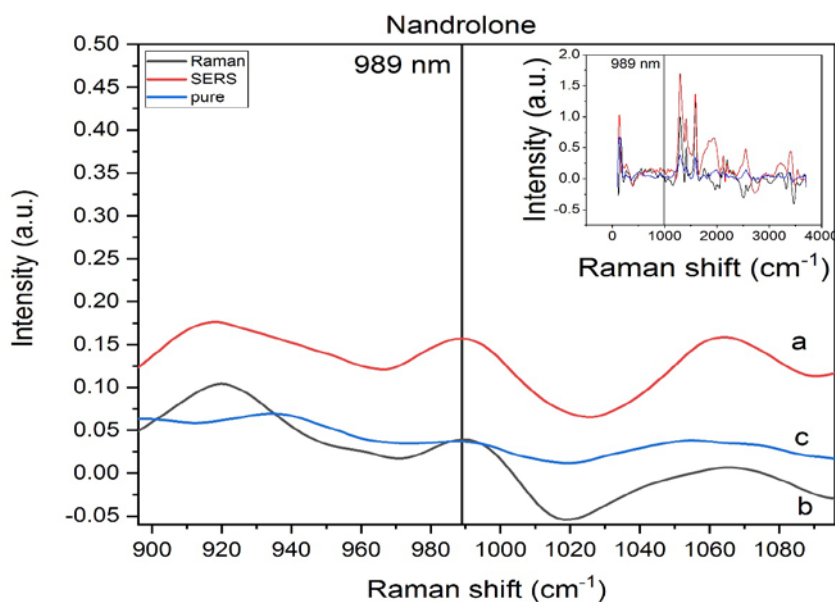 Nandrolone
Raman
SERS
pure
989 nm
Intensity (a.u.)
0.50
0.45
0.40
0.35
0.30
0.25
0.20
0.15
0.10
0.05
0.00
-0.05
900 920 940 960 980 1000 1020 1040 1060 1080
Raman shift (cm⁻¹)
a
c
b
989 nm
Intensity (a.u.)
2.0
1.5
1.0
0.5
0.0
-0.5
0 1000 2000 3000 4000
Raman shift (cm⁻¹)